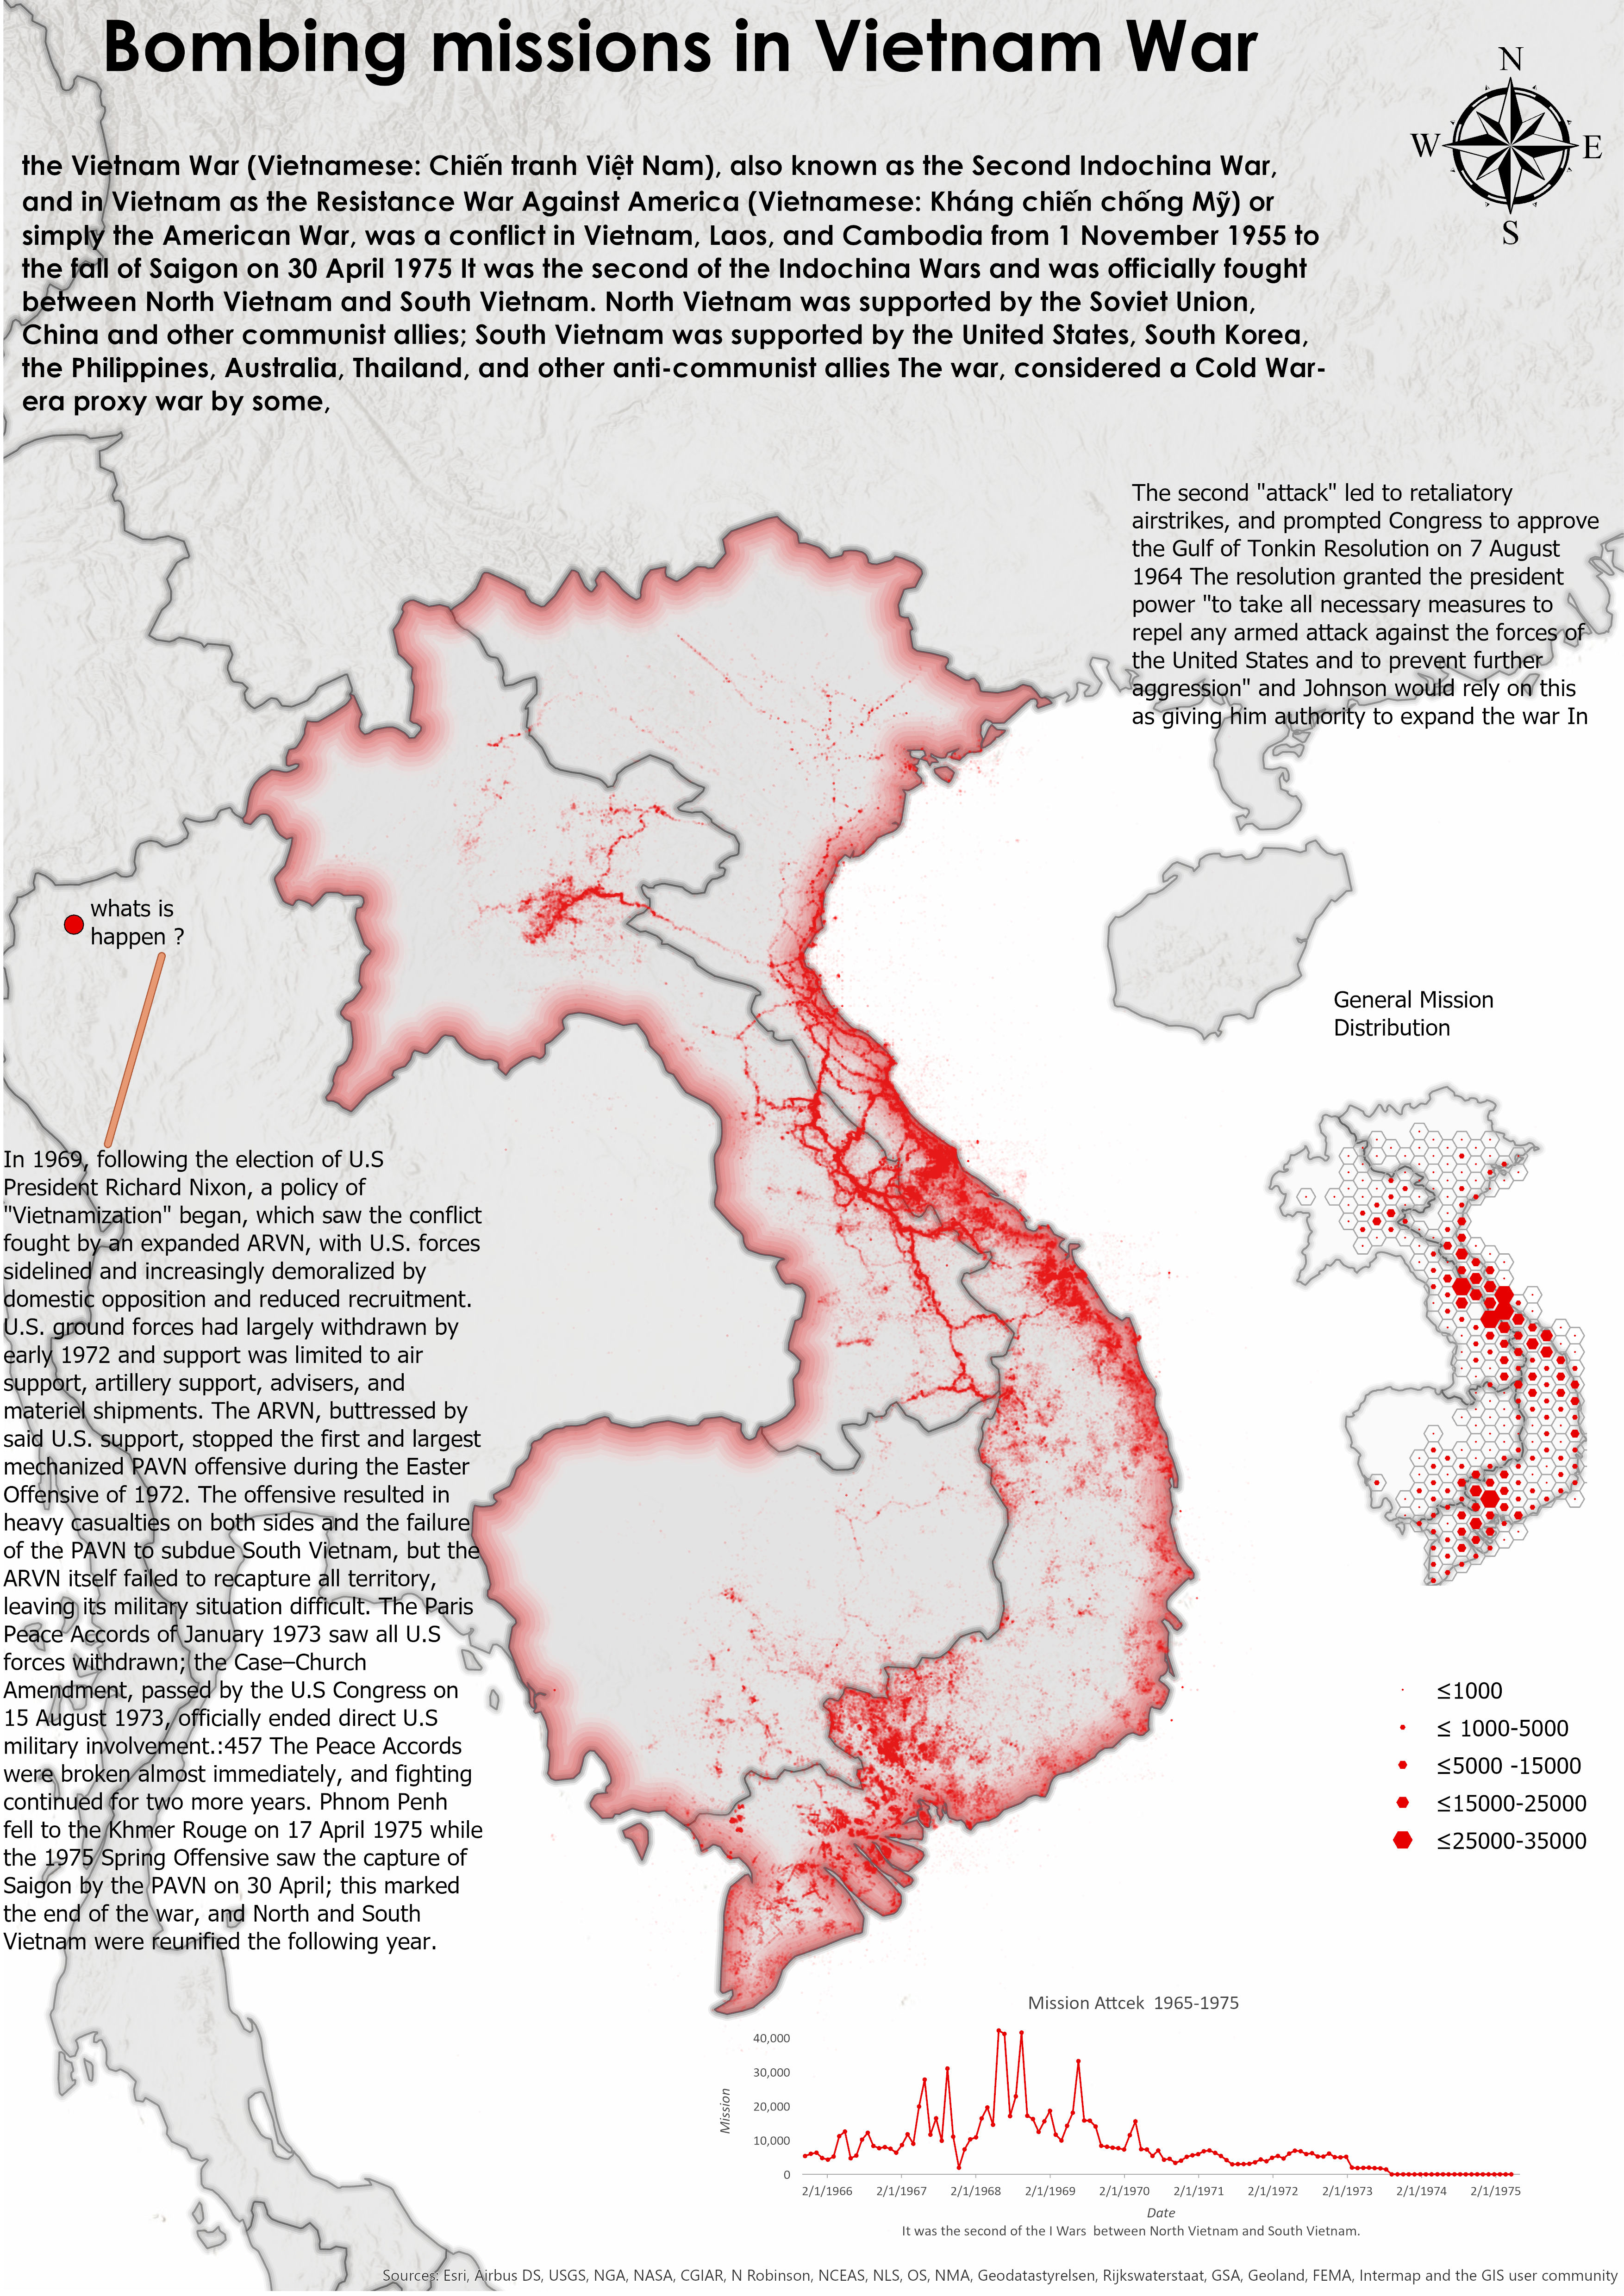 Bombing missions in Vietnam War
N
W
E
S
the Vietnam War (Vietnamese: Chiến tranh Việt Nam), also known as the Second Indochina War,
and in Vietnam as the Resistance War Against America (Vietnamese: Kháng chiến chống Mỹ) or
simply the American War, was a conflict in Vietnam, Laos, and Cambodia from 1 November 1955 to
the fall of Saigon on 30 April 1975 It was the second of the Indochina Wars and was officially fought
between North Vietnam and South Vietnam. North Vietnam was supported by the Soviet Union,
China and other communist allies; South Vietnam was supported by the United States, South Korea,
the Philippines, Australia, Thailand, and other anti-communist allies The war, considered a Cold War-
era proxy war by some,
The second "attack" led to retaliatory
airstrikes, and prompted Congress to approve
the Gulf of Tonkin Resolution on 7 August
1964 The resolution granted the president
power "to take all necessary measures to
repel any armed attack against the forces of
the United States and to prevent further
aggression" and Johnson would rely on this
as giving him authority to expand the war In
whats is
happen ?
General Mission
Distribution
In 1969, following the election of U.S
President Richard Nixon, a policy of
"Vietnamization" began, which saw the conflict
fought by an expanded ARVN, with U.S. forces
sidelined and increasingly demoralized by
domestic opposition and reduced recruitment.
U.S. ground forces had largely withdrawn by
early 1972 and support was limited to air
support, artillery support, advisers, and
materiel shipments. The ARVN, buttressed by
said U.S. support, stopped the first and largest
mechanized PAVN offensive during the Easter
Offensive of 1972. The offensive resulted in
heavy casualties on both sides and the failure
of the PAVN to subdue South Vietnam, but the
ARVN itself failed to recapture all territory,
leaving its military situation difficult. The Paris
Peace Accords of January 1973 saw all U.S
forces withdrawn; the Case–Church
Amendment, passed by the U.S Congress on
15 August 1973, officially ended direct U.S
military involvement.:457 The Peace Accords
were broken almost immediately, and fighting
continued for two more years. Phnom Penh
fell to the Khmer Rouge on 17 April 1975 while
the 1975 Spring Offensive saw the capture of
Saigon by the PAVN on 30 April; this marked
the end of the war, and North and South
Vietnam were reunified the following year.
≤1000
≤ 1000-5000
≤5000 -15000
≤15000-25000
≤25000-35000
Mission Attcek 1965-1975
40,000
30,000
20,000
10,000
0
Mission
2/1/1966 2/1/1967 2/1/1968 2/1/1969 2/1/1970 2/1/1971 2/1/1972 2/1/1973 2/1/1974 2/1/1975
Date
It was the second of the I Wars between North Vietnam and South Vietnam.
Sources: Esri, Airbus DS, USGS, NGA, NASA, CGIAR, N Robinson, NCEAS, NLS, OS, NMA, Geodatastyrelsen, Rijkswaterstaat, GSA, Geoland, FEMA, Intermap and the GIS user community